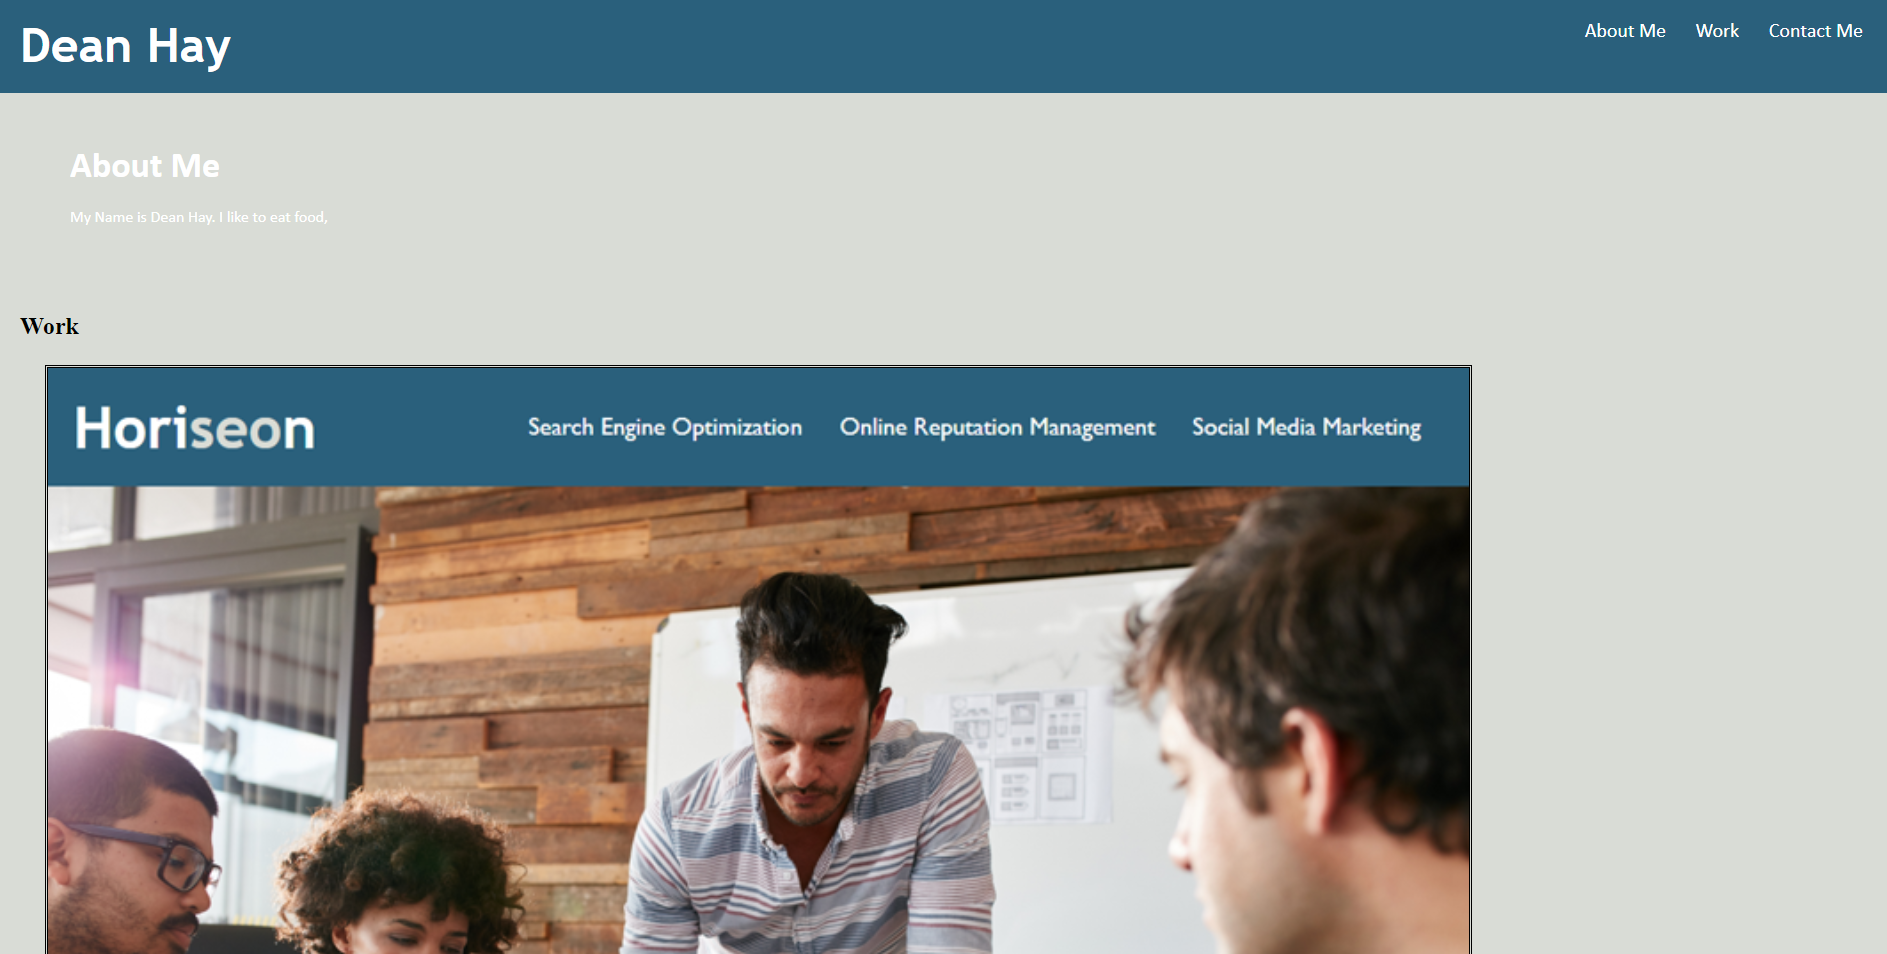 Dean Hay
About Me Work Contact Me
About Me
My Name is Dean Hay. I like to eat food,
Work
Horiseon
Search Engine Optimization Online Reputation Management Social Media Marketing